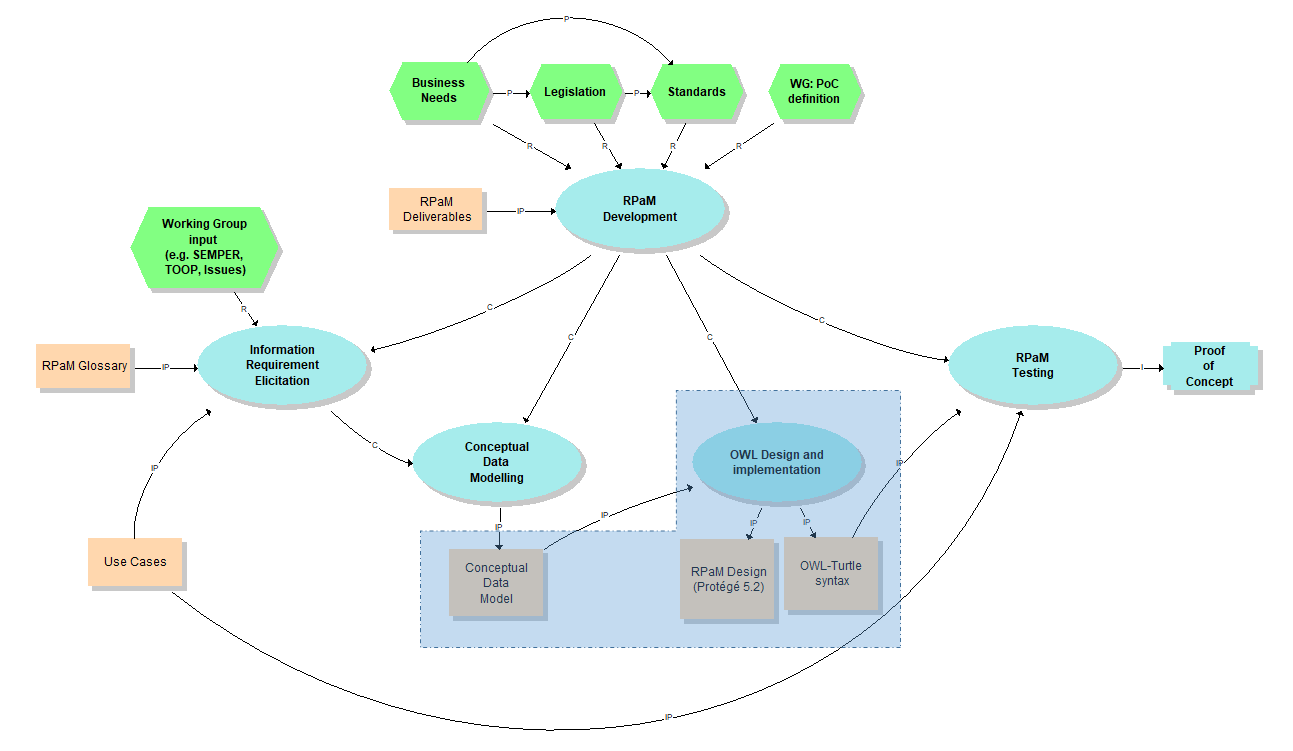 P
Business
Needs
P
Legislation
P
Standards
WG: PoC
definition
R
R
R
R
RPaM
Deliverables
IP
RPaM
Development
Working Group
input
(e.g. SEMPER,
TOOP, Issues)
R
C
C
C
C
RPaM Glossary
IP
Information
Requirement
Elicitation
RPaM
Testing
I
Proof
of
Concept
C
IP
Conceptual
Data
Modelling
OWL Design and
implementation
IP
IP
IP
IP
IP
Use Cases
Conceptual
Data
Model
RPaM Design
(Protégé 5.2)
OWL-Turtle
syntax
IP